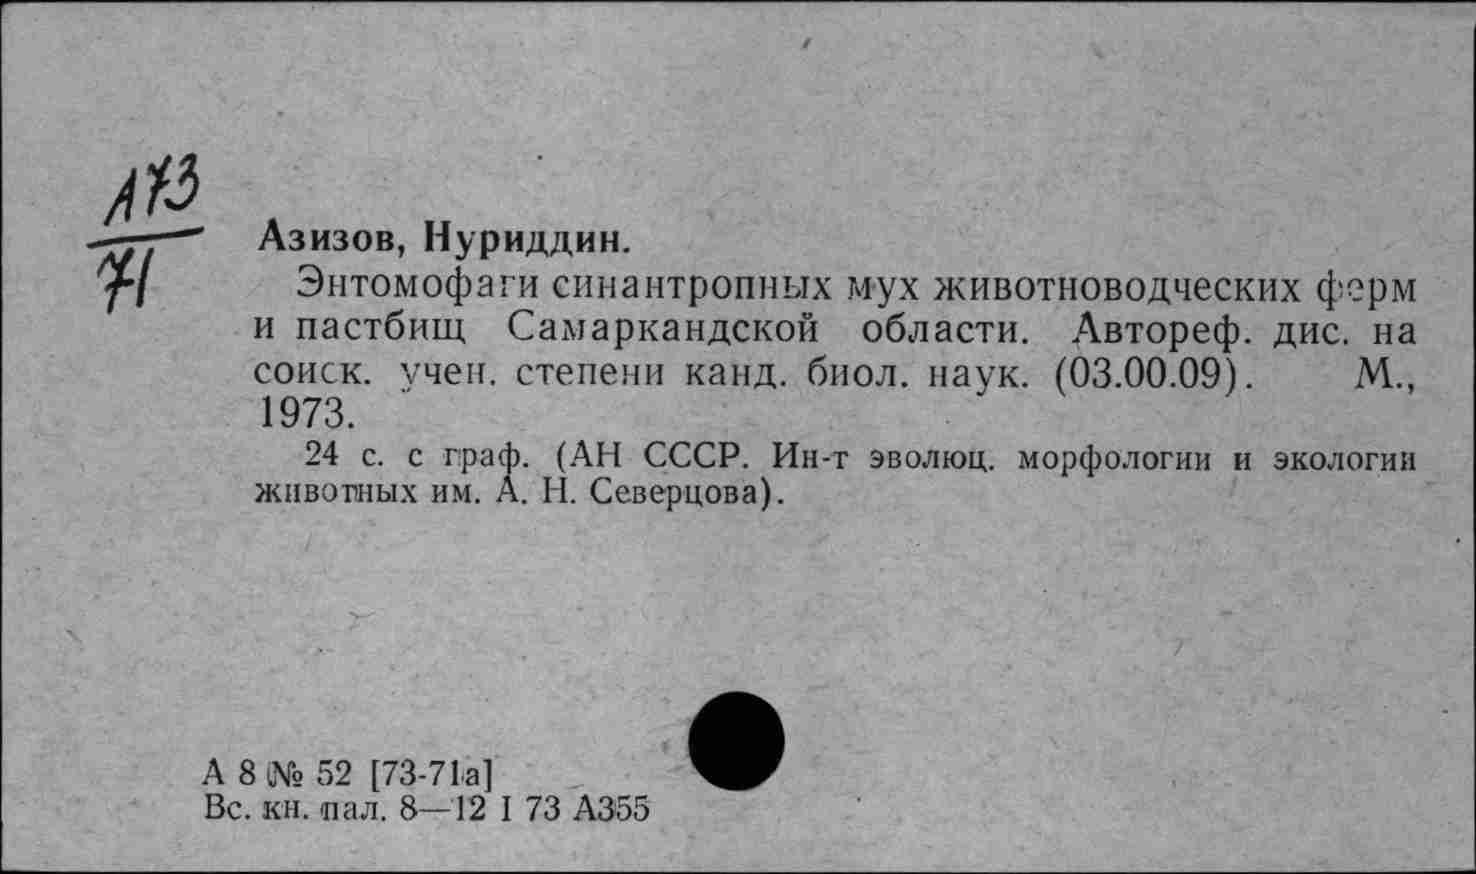 А73
71
Азизов, Нуриддин.
Энтомофаги синантропных мух животноводческих ферм
и пастбищ Самаркандской области. Автореф. дис. на
соиск. учен. степени канд. биол. наук. (03.00.09). М.,
1973.
24 с. с граф. (АН СССР. Ин-т эволюц. морфологии и экологии
животных им. А. Н. Северцова).
А 8 № 52 [73-71а]
Вс. кн. пал. 8—12 I 73 А355